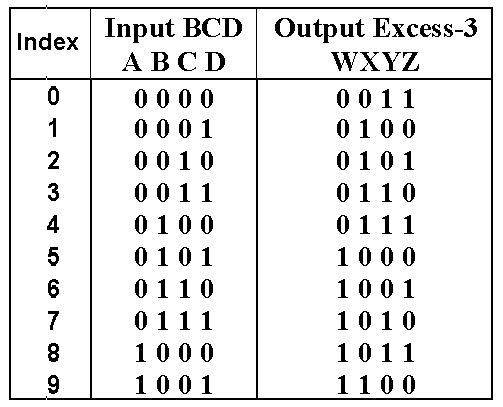 Index Input BCD Output Excess-3
A B C D WXYZ
0 0 0 0 0 0 0 1 1
1 0 0 0 1 0 1 0 0
2 0 0 1 0 0 1 0 1
3 0 0 1 1 0 1 1 0
4 0 1 0 0 0 1 1 1
5 0 1 0 1 1 0 0 0
6 0 1 1 0 1 0 0 1
7 0 1 1 1 1 0 1 0
8 1 0 0 0 1 0 1 1
9 1 0 0 1 1 1 0 0